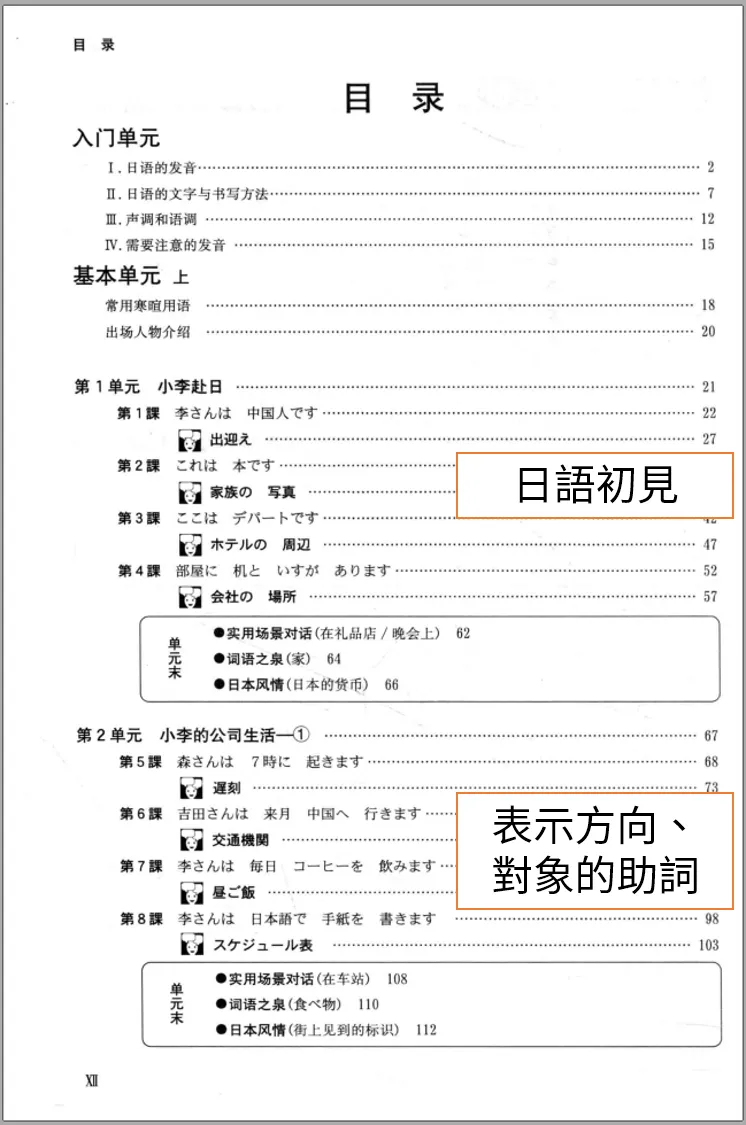 目 录
目 录
入门单元
Ⅰ.日语的发音……2
Ⅱ.日语的文字与书写方法……7
Ⅲ.声调和语调……12
Ⅳ.需要注意的发音……15
基本单元 上
常用寒暄用语……18
出场人物介绍……20
第1单元 小李赴日……21
第1課 李さんは 中国人です……22
出迎え……27
第2課 これは 本です……
家族の 写真……
日語初見
第3課 ここは デパートです……42
ホテルの 周辺……47
第4課 部屋に 机と いすが あります……52
会社の 場所……57
单元末
●实用场景对话(在礼品店/晚会上) 62
●词语之泉(家) 64
●日本风情(日本的货币) 66
第2单元 小李的公司生活—①……67
第5課 森さんは 7時に 起きます……68
遅刻……73
第6課 吉田さんは 来月 中国へ 行きます……
交通機関……
表示方向、
對象的助詞
第7課 李さんは 毎日 コーヒーを 飲みます……
昼ご飯……
第8課 李さんは 日本語で 手紙を 書きます……98
スケジュール表……103
单元末
●实用场景对话(在车站) 108
●词语之泉(食べ物) 110
●日本风情(街上见到的标识) 112
Ⅻ